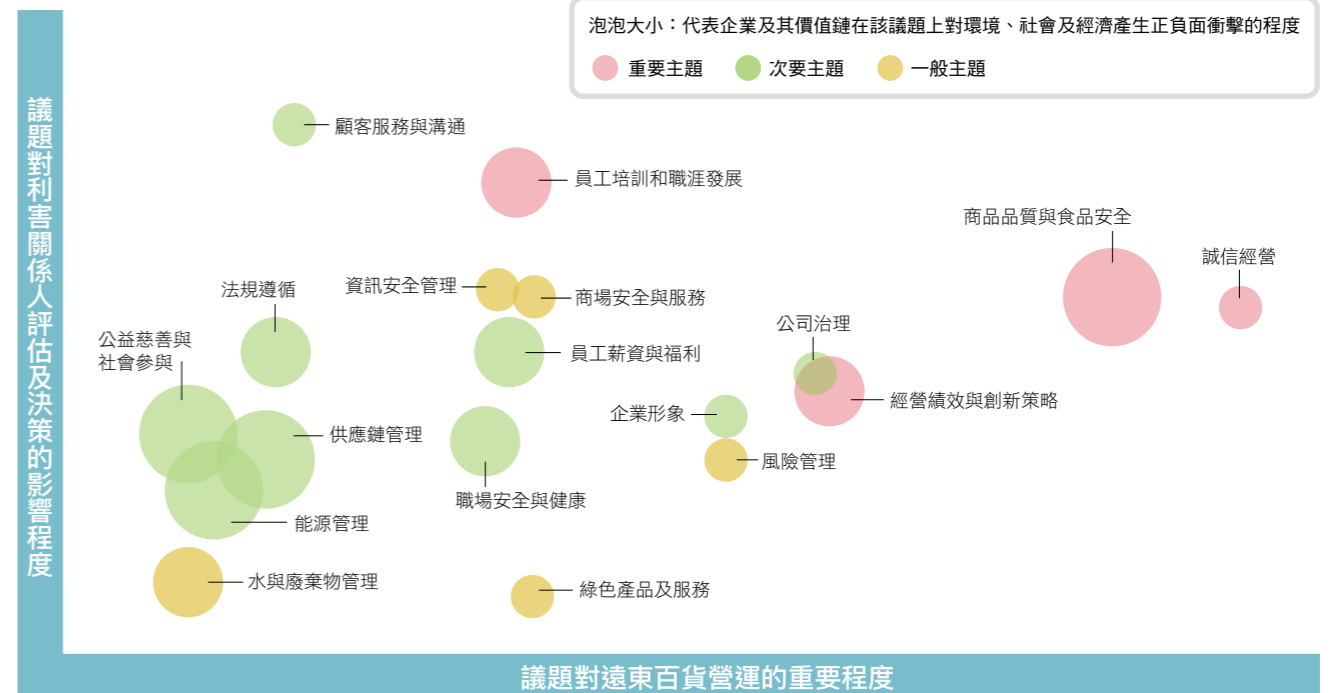 泡泡大小：代表企業及其價值鏈在該議題上對環境、社會及經濟產生正負面衝擊的程度
重要主題
次要主題
一般主題
議題對利害關係人評估及決策的影響程度
顧客服務與溝通
員工培訓和職涯發展
商品品質與食品安全
誠信經營
資訊安全管理
商場安全與服務
法規遵循
公司治理
公益慈善與
社會參與
員工薪資與福利
經營績效與創新策略
企業形象
供應鏈管理
風險管理
職場安全與健康
能源管理
水與廢棄物管理
綠色產品及服務
議題對遠東百貨營運的重要程度